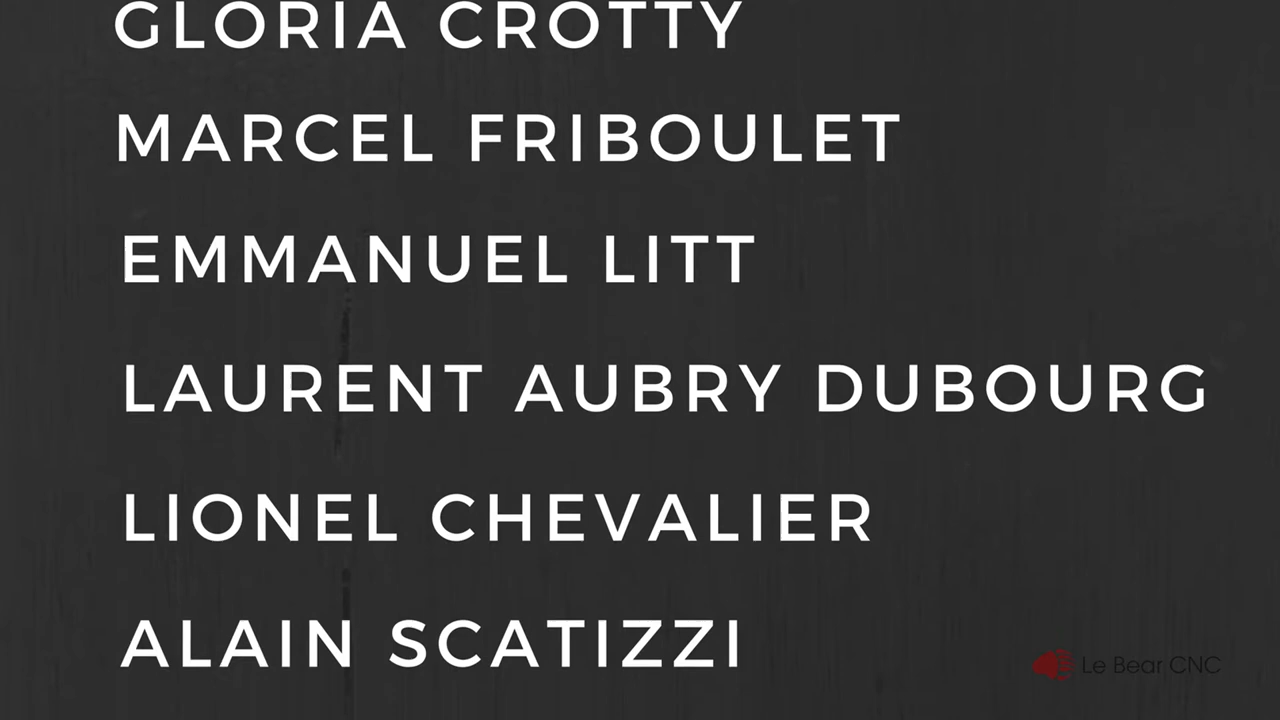 GLORIA CROTTY
MARCEL FRIBOULET
EMMANUEL LITT
LAURENT AUBRY DUBOURG
LIONEL CHEVALIER
ALAIN SCATIZZI
Le Bear CNC